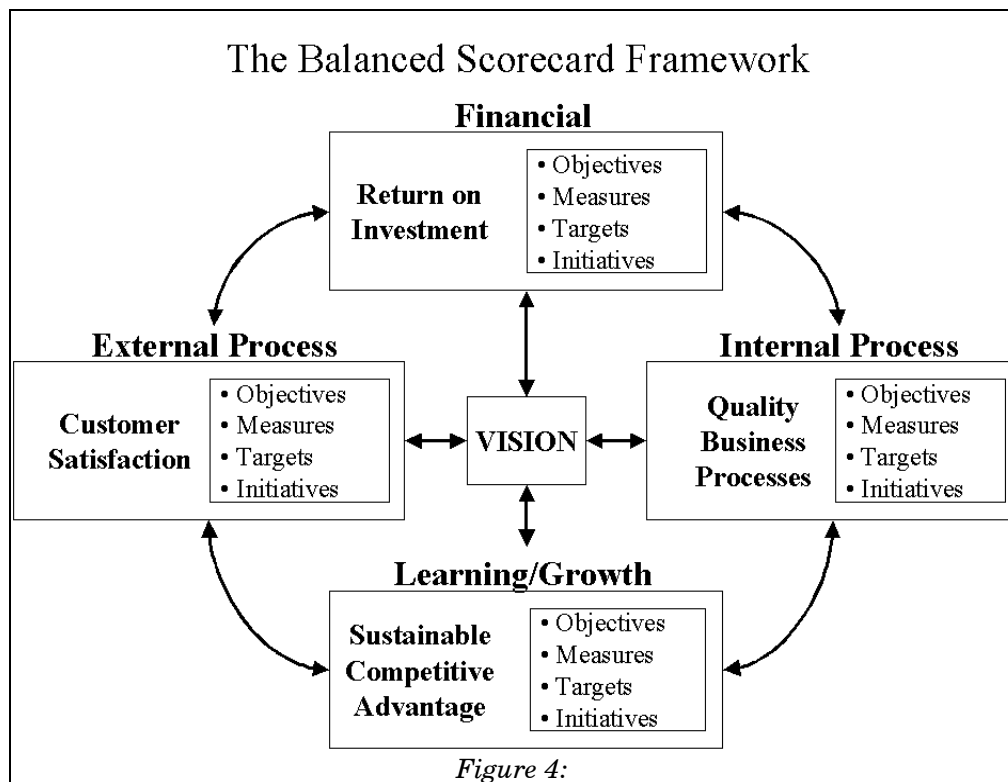 The Balanced Scorecard Framework
Financial
Return on
Investment
• Objectives
• Measures
• Targets
• Initiatives
External Process
Customer
Satisfaction
• Objectives
• Measures
• Targets
• Initiatives
VISION
Internal Process
Quality
Business
Processes
• Objectives
• Measures
• Targets
• Initiatives
Learning/Growth
Sustainable
Competitive
Advantage
• Objectives
• Measures
• Targets
• Initiatives
Figure 4: